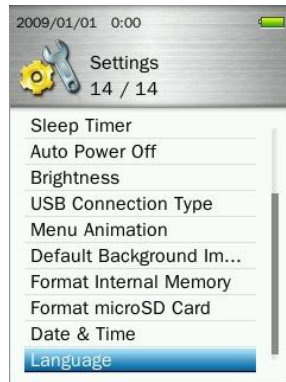 2009/01/01 0:00
Settings
14 / 14
Sleep Timer
Auto Power Off
Brightness
USB Connection Type
Menu Animation
Default Background Im...
Format Internal Memory
Format microSD Card
Date & Time
Language